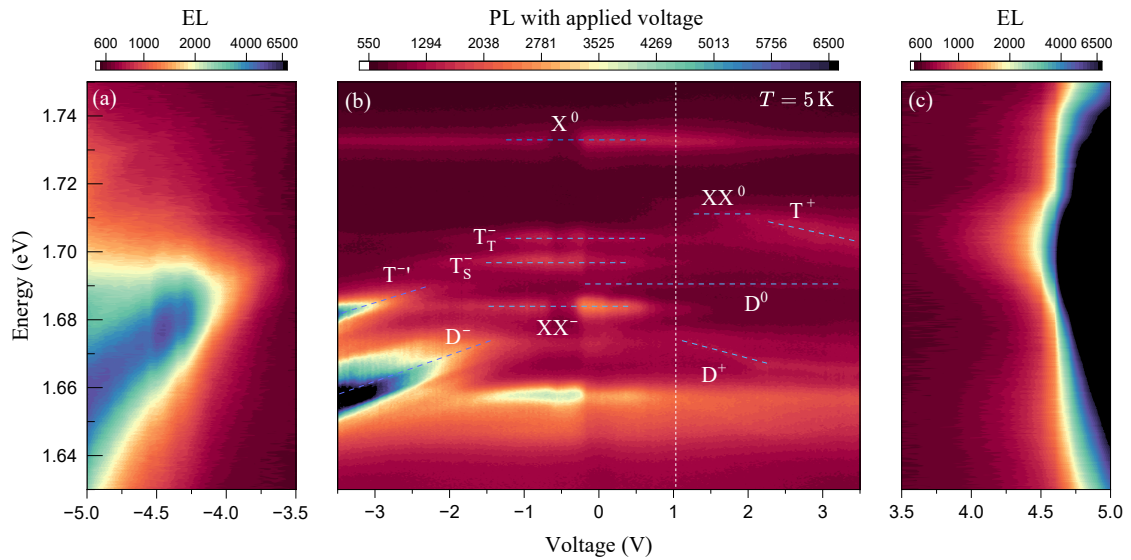 EL PL with applied voltage EL
600 1000 2000 4000 6500 550 1294 2038 2781 3525 4269 5013 5756 6500 600 1000 2000 4000 6500
(a) (b) T = 5 K (c)
X⁰
XX⁰
T⁺
T⁻_T
T⁻_S
T⁻'
D⁰
XX⁻
D⁻
D⁺
1.74
1.72
1.70
1.68
1.66
1.64
Energy (eV)
−5.0 −4.5 −4.0 −3.5 −3 −2 −1 0 1 2 3 3.5 4.0 4.5 5.0
Voltage (V)